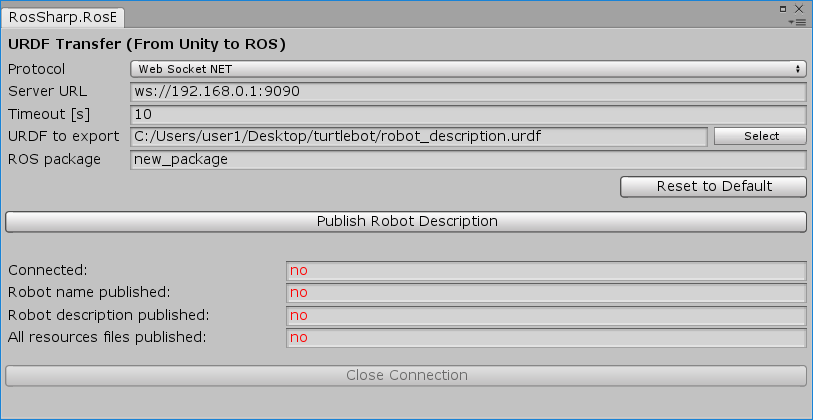 RosSharp.RosE
URDF Transfer (From Unity to ROS)
Protocol Web Socket NET
Server URL ws://192.168.0.1:9090
Timeout [s] 10
URDF to export C:/Users/user1/Desktop/turtlebot/robot_description.urdf Select
ROS package new_package
Reset to Default
Publish Robot Description
Connected: no
Robot name published: no
Robot description published: no
All resources files published: no
Close Connection